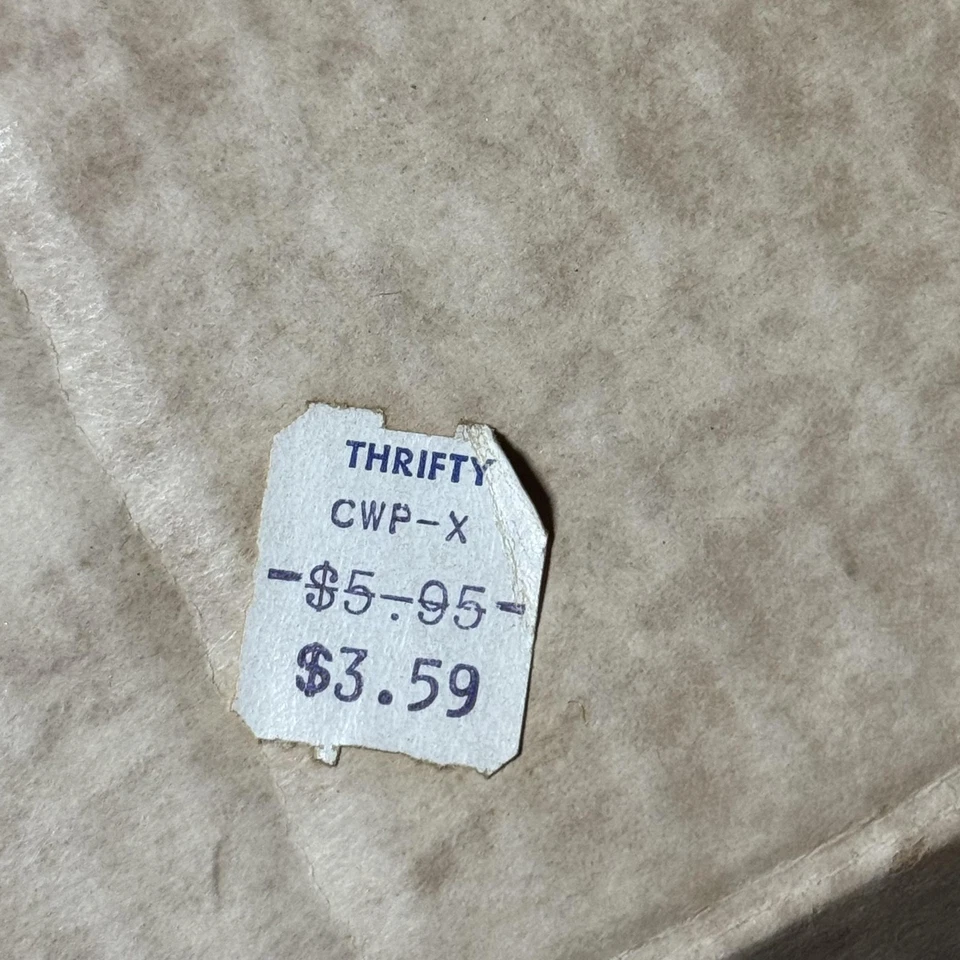 THRIFTY
CWP-X
-$5.95-
$3.59